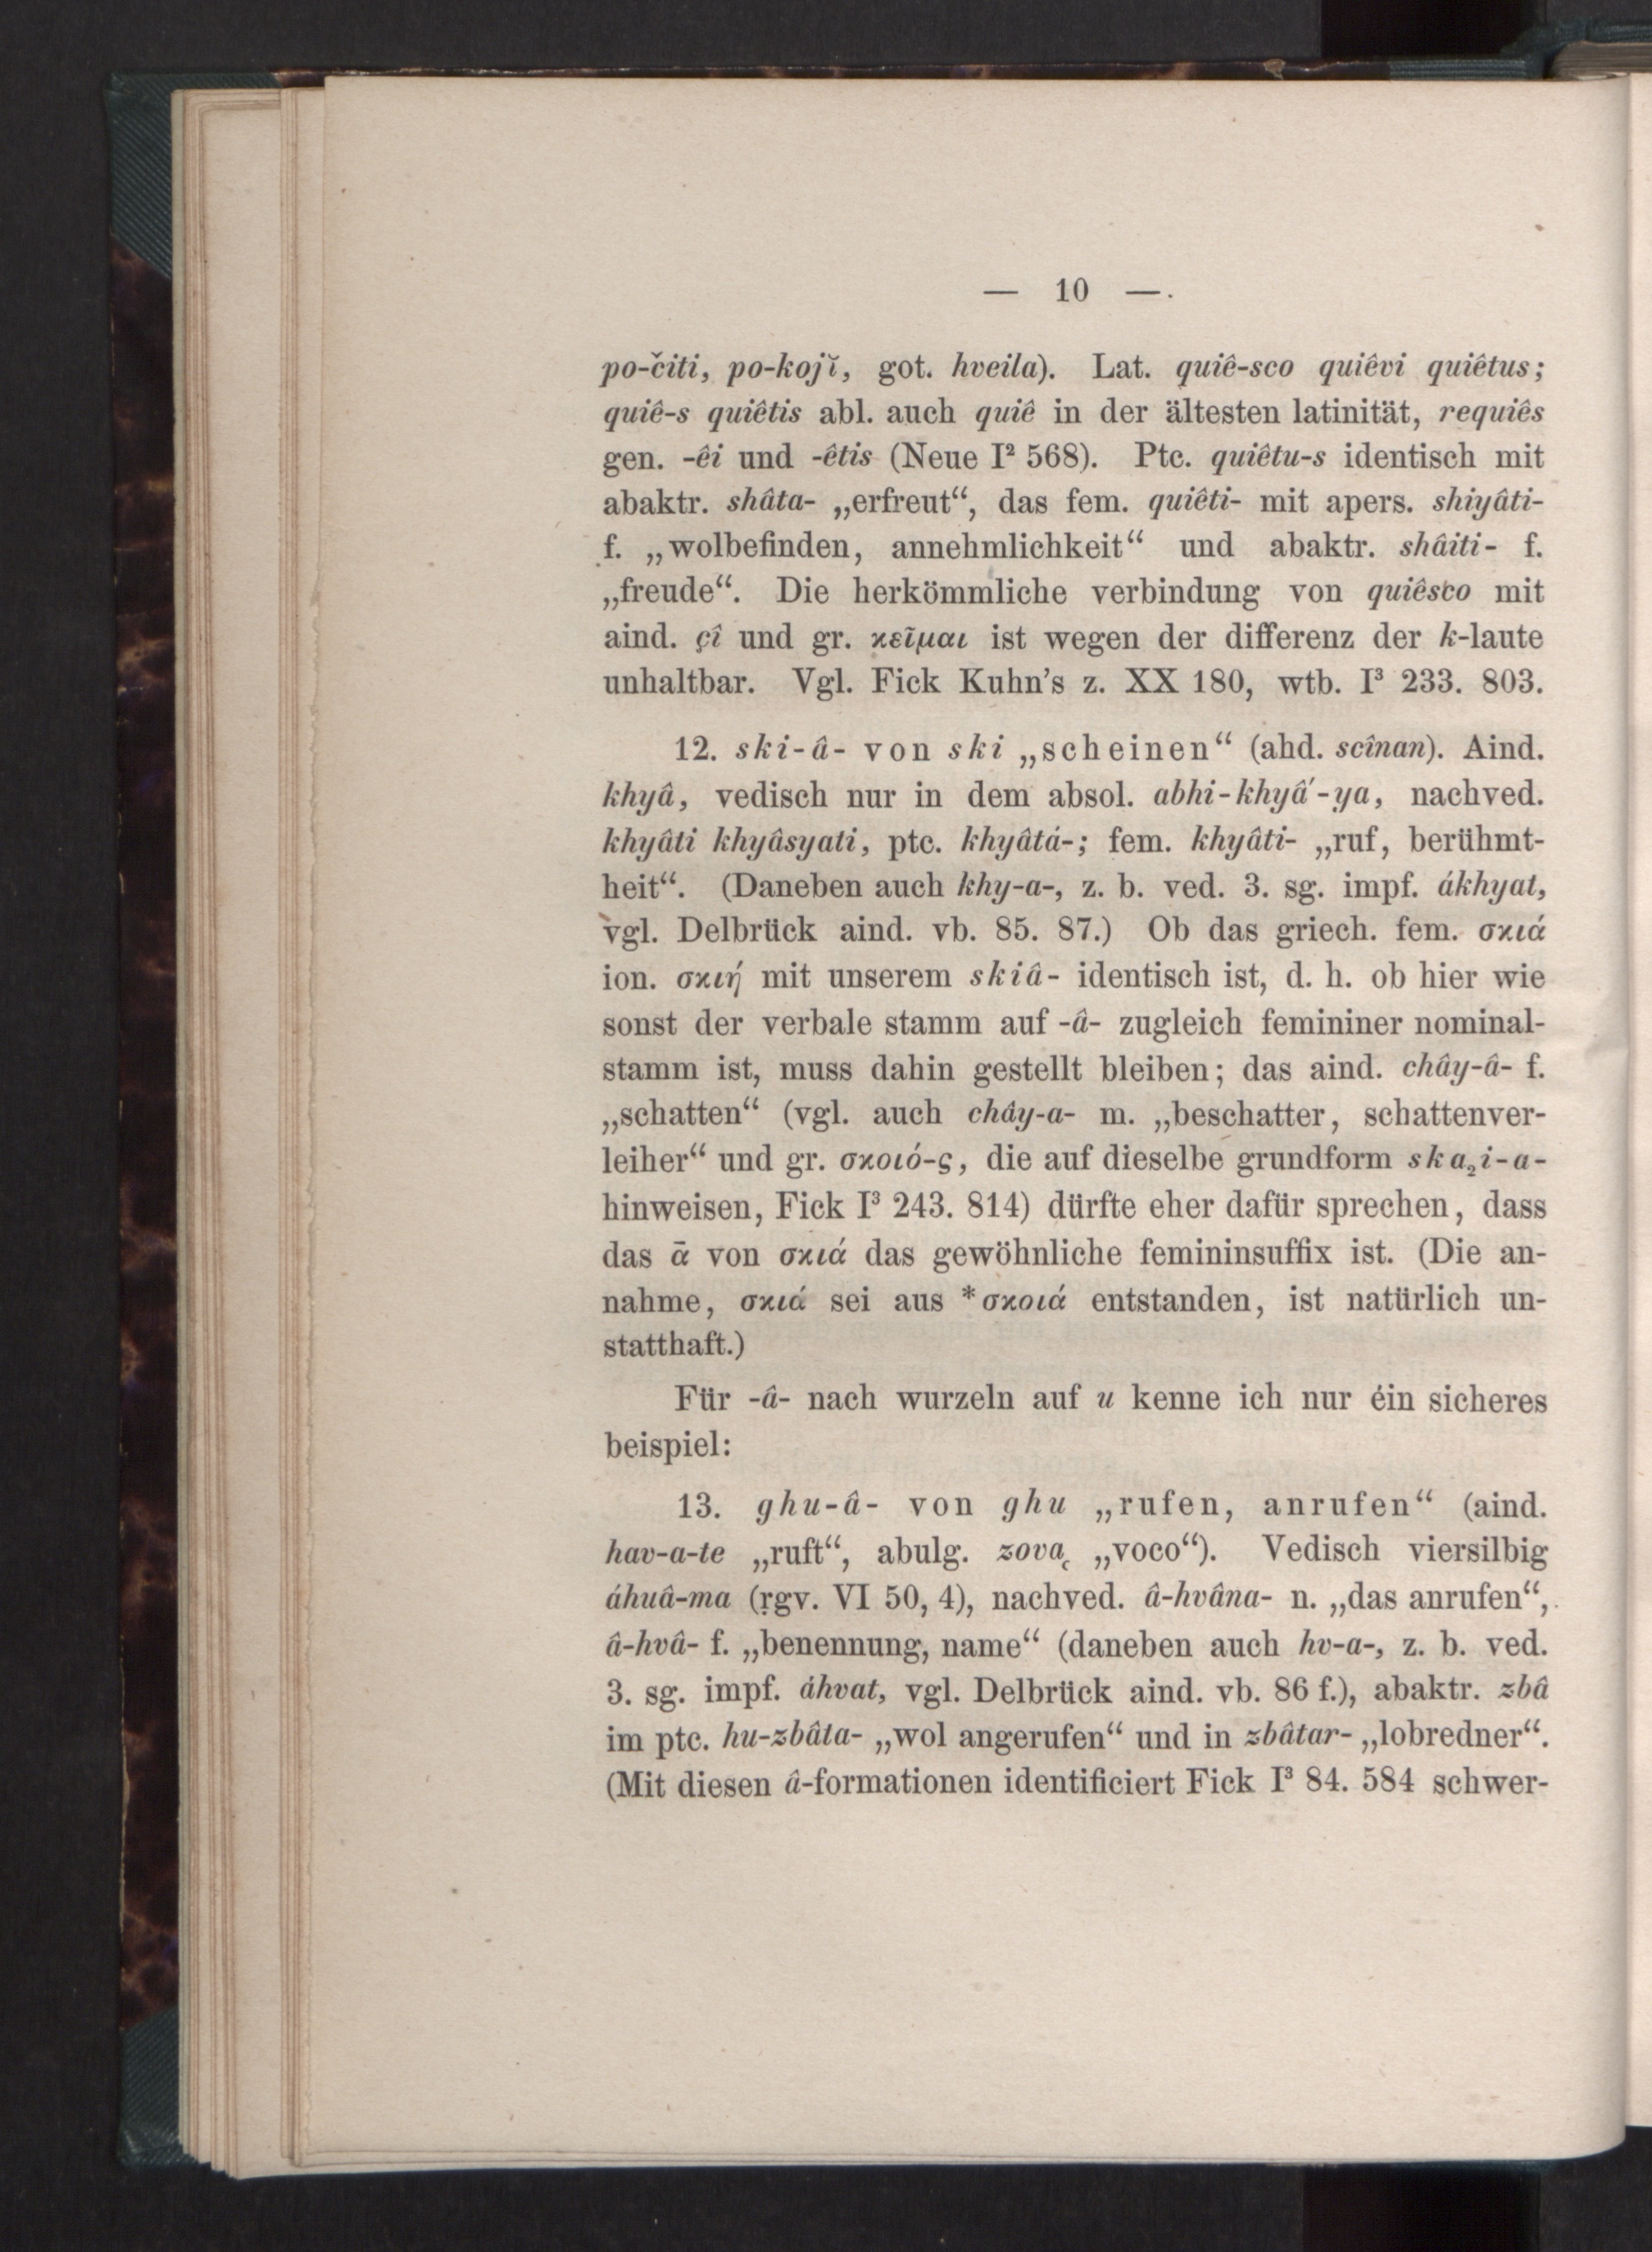 — 10 —.
po-čiti, po-kojĭ, got. hveila). Lat. quiê-sco quiêvi quiêtus;
quiê-s quiêtis abl. auch quiê in der ältesten latinität, requiês
gen. -êi und -êtis (Neue I² 568). Ptc. quiêtu-s identisch mit
abaktr. shâta- „erfreut“, das fem. quiêti- mit apers. shiyâti-
f. „wolbefinden, annehmlichkeit“ und abaktr. shâiti- f.
„freude“. Die herkömmliche verbindung von quiêsco mit
aind. çî und gr. κεῖμαι ist wegen der differenz der k-laute
unhaltbar. Vgl. Fick Kuhn's z. XX 180, wtb. I³ 233. 803.
12. ski-â- von ski „scheinen“ (ahd. scînan). Aind.
khyâ, vedisch nur in dem absol. abhi-khyấ-ya, nachved.
khyâti khyâsyati, ptc. khyâtá-; fem. khyâti- „ruf, berühmt-
heit“. (Daneben auch khy-a-, z. b. ved. 3. sg. impf. ákhyat,
vgl. Delbrück aind. vb. 85. 87.) Ob das griech. fem. σκιά
ion. σκιή mit unserem skiâ- identisch ist, d. h. ob hier wie
sonst der verbale stamm auf -â- zugleich femininer nominal-
stamm ist, muss dahin gestellt bleiben; das aind. chây-â- f.
„schatten“ (vgl. auch chây-a- m. „beschatter, schattenver-
leiher“ und gr. σκοιό-ς, die auf dieselbe grundform ska₂i-a-
hinweisen, Fick I³ 243. 814) dürfte eher dafür sprechen, dass
das ᾱ von σκιά das gewöhnliche femininsuffix ist. (Die an-
nahme, σκιά sei aus *σκοιά entstanden, ist natürlich un-
statthaft.)
Für -â- nach wurzeln auf u kenne ich nur éin sicheres
beispiel:
13. ghu-â- von ghu „rufen, anrufen“ (aind.
hav-a-te „ruft“, abulg. zovą „voco“). Vedisch viersilbig
áhuâ-ma (ṛgv. VI 50, 4), nachved. â-hvâna- n. „das anrufen“,
â-hvâ- f. „benennung, name“ (daneben auch hv-a-, z. b. ved.
3. sg. impf. áhvat, vgl. Delbrück aind. vb. 86 f.), abaktr. zbâ
im ptc. hu-zbâta- „wol angerufen“ und in zbâtar- „lobredner“.
(Mit diesen â-formationen identificiert Fick I³ 84. 584 schwer-